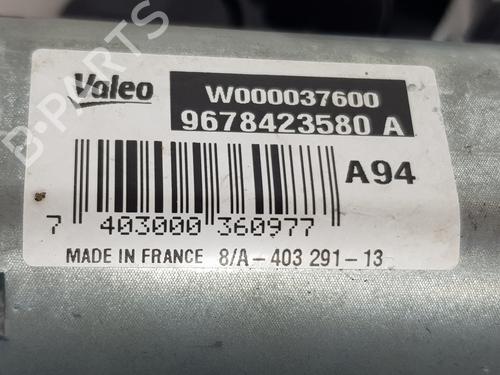 Valeo
W000037600
9678423580 A
A94
7 403000 360977
MADE IN FRANCE 8/A-403 291-13
B-PARTS